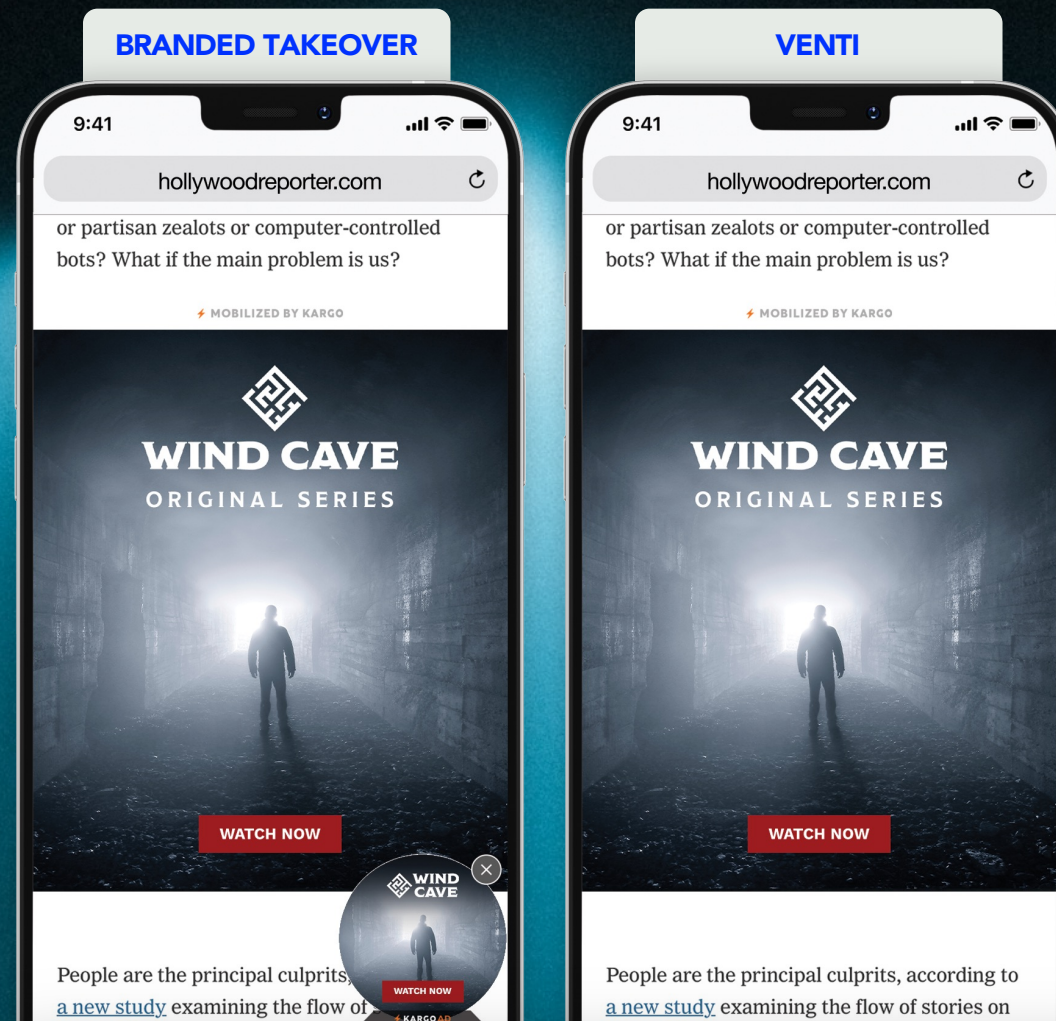 BRANDED TAKEOVER
9:41
hollywoodreporter.com
or partisan zealots or computer-controlled
bots? What if the main problem is us?
MOBILIZED BY KARGO
WIND CAVE
ORIGINAL SERIES
WATCH NOW
WIND
CAVE
WATCH NOW
KARGO AD
People are the principal culprits,
a new study examining the flow of
VENTI
9:41
hollywoodreporter.com
or partisan zealots or computer-controlled
bots? What if the main problem is us?
MOBILIZED BY KARGO
WIND CAVE
ORIGINAL SERIES
WATCH NOW
People are the principal culprits, according to
a new study examining the flow of stories on